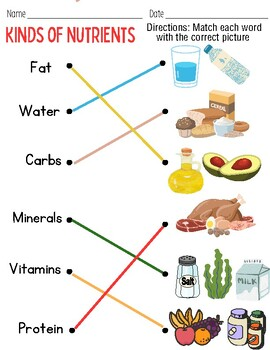 Name Date
KINDS OF NUTRIENTS
Directions: Match each word
with the correct picture
Fat
Water
Carbs
CEREAL
Minerals
Salt
MILK
Vitamins
Protein